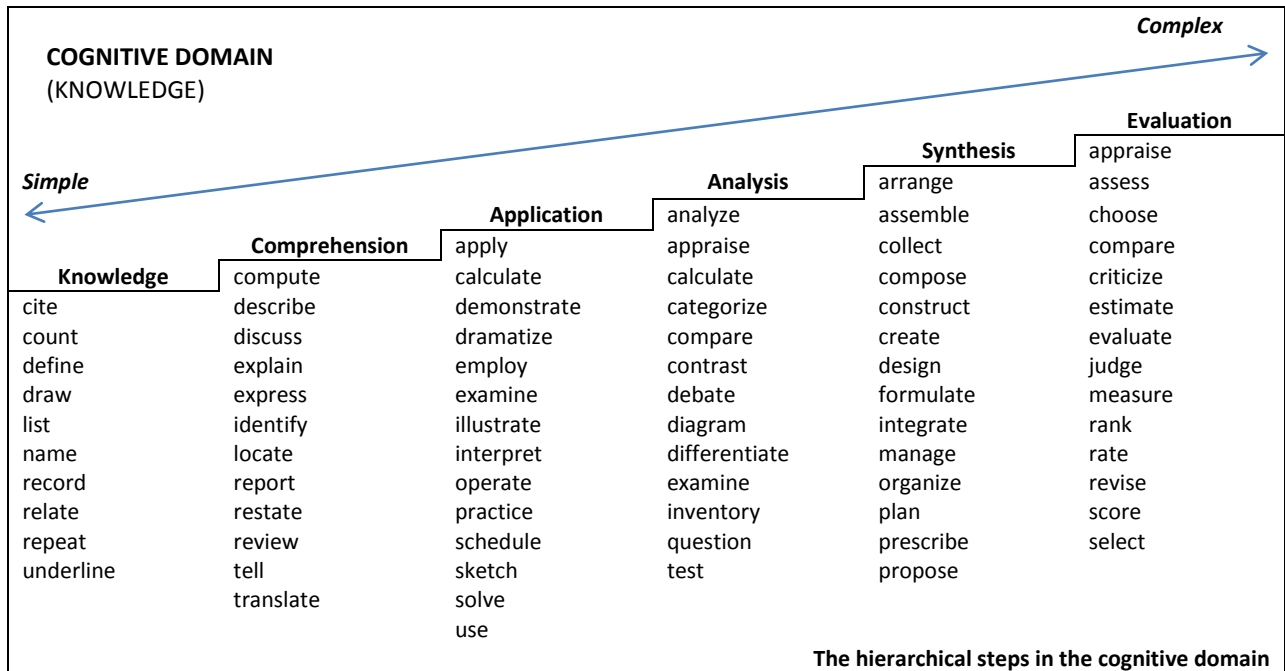 Complex
COGNITIVE DOMAIN
(KNOWLEDGE)
Simple
Knowledge
cite
count
define
draw
list
name
record
relate
repeat
underline
Comprehension
compute
describe
discuss
explain
express
identify
locate
report
restate
review
tell
translate
Application
apply
calculate
demonstrate
dramatize
employ
examine
illustrate
interpret
operate
practice
schedule
sketch
solve
use
Analysis
analyze
appraise
calculate
categorize
compare
contrast
debate
diagram
differentiate
examine
inventory
question
test
Synthesis
arrange
assemble
collect
compose
construct
create
design
formulate
integrate
manage
organize
plan
prescribe
propose
Evaluation
appraise
assess
choose
compare
criticize
estimate
evaluate
judge
measure
rank
rate
revise
score
select
The hierarchical steps in the cognitive domain